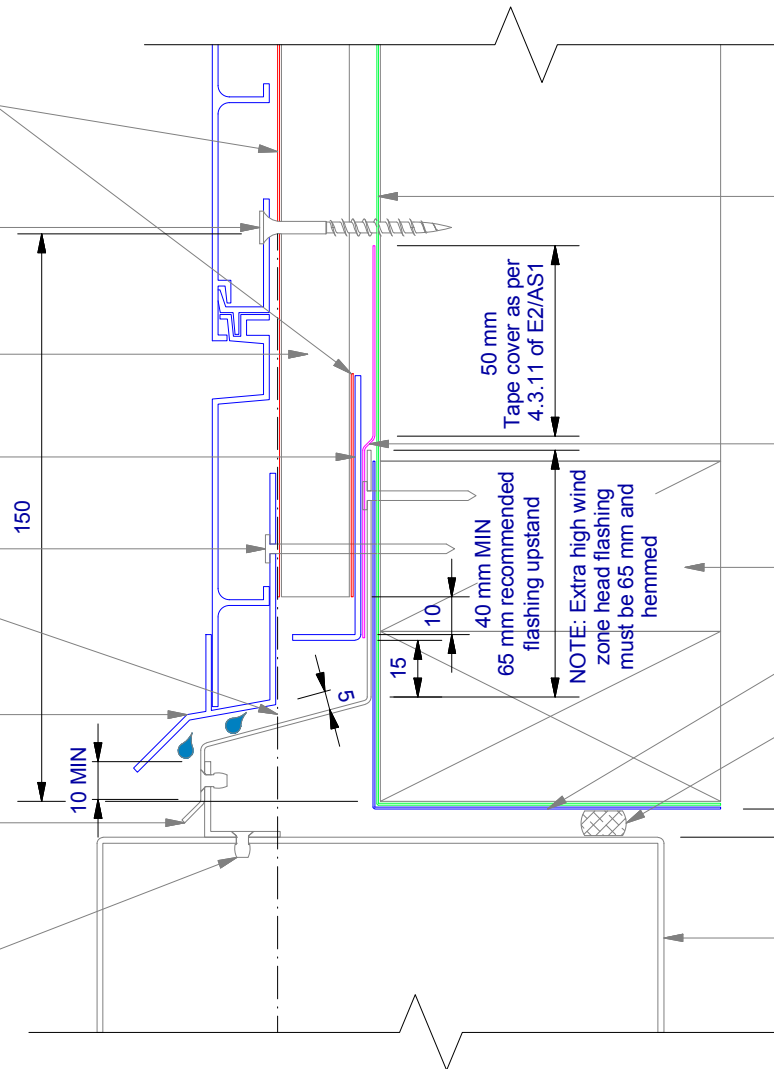 50 mm
Tape cover as per
4.3.11 of E2/AS1
150
40 mm MIN
65 mm recommended
flashing upstand
NOTE: Extra high wind
zone head flashing
must be 65 mm and
hemmed
10
15
5
10 MIN